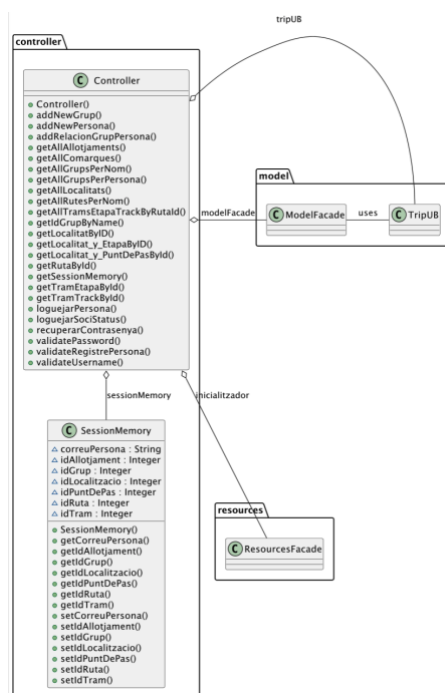 tripUB
controller
C Controller
Controller()
addNewGrup()
addNewPersona()
addRelacionGrupPersona()
getAllAllotjaments()
getAllComarques()
getAllGrupsPerNom()
getAllGrupsPerPersona()
getAllLocalitats()
getAllRutesPerNom()
getAllTramsEtapaTrackByRutaId()
getIdGrupByName()
getLocalitatByID()
getLocalitat_y_EtapaByID()
getLocalitat_y_PuntDePasById()
getRutaById()
getSessionMemory()
getTramEtapaById()
getTramTrackById()
loguejarPersona()
loguejarSociStatus()
recuperarContrasenya()
validatePassword()
validateRegistrePersona()
validateUsername()
model
modelFacade
C ModelFacade
uses
C TripUB
sessionMemory
inicialitzador
C SessionMemory
correuPersona : String
idAllotjament : Integer
idGrup : Integer
idLocalitzacio : Integer
idPuntDePas : Integer
idRuta : Integer
idTram : Integer
SessionMemory()
getCorreuPersona()
getIdAllotjament()
getIdGrup()
getIdLocalitzacio()
getIdPuntDePas()
getIdRuta()
getIdTram()
setCorreuPersona()
setIdAllotjament()
setIdGrup()
setIdLocalitzacio()
setIdPuntDePas()
setIdRuta()
setIdTram()
resources
C ResourcesFacade